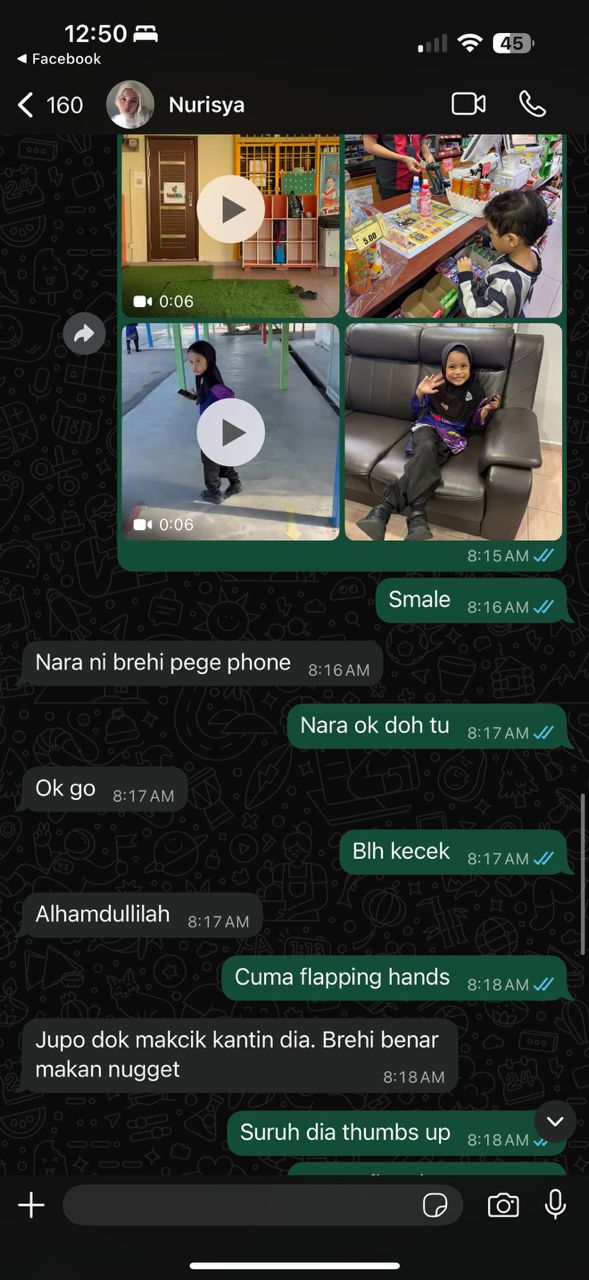 12:50
45
Facebook
160
Nurisya
5.00
0:06
0:06
8:15 AM
Smale 8:16 AM
Nara ni brehi pege phone 8:16 AM
Nara ok doh tu 8:17 AM
Ok go 8:17 AM
Blh kecek 8:17 AM
Alhamdullilah 8:17 AM
Cuma flapping hands 8:18 AM
Jupo dok makcik kantin dia. Brehi benar
makan nugget 8:18 AM
Suruh dia thumbs up 8:18 AM